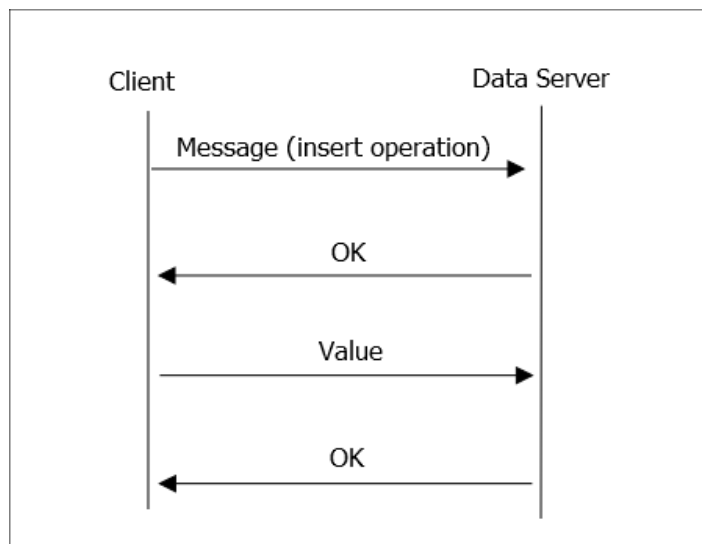 Client
Data Server
Message (insert operation)
OK
Value
OK